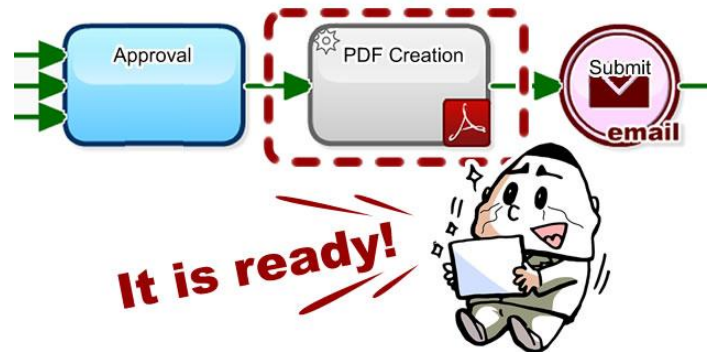 Approval
PDF Creation
Submit
email
It is ready!